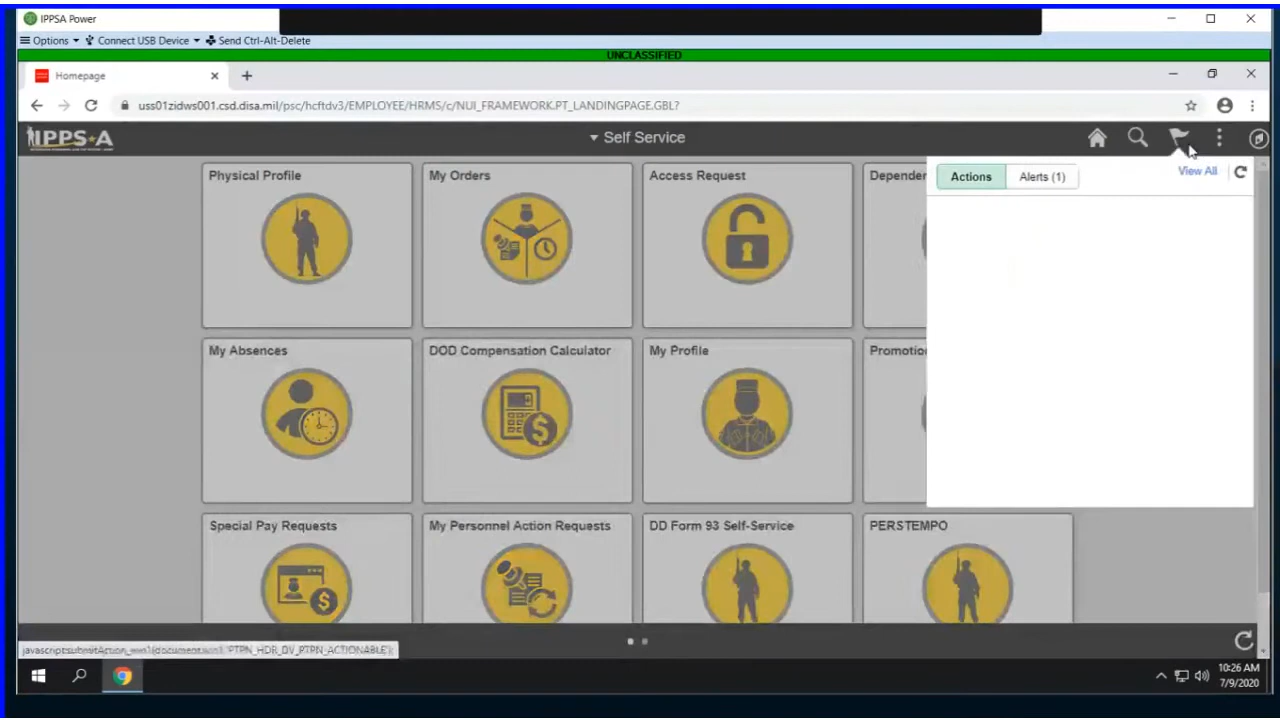 IPPSA Power
Options Connect USB Device Send Ctrl-Alt-Delete
UNCLASSIFIED
Homepage
uss01zidws001.csd.disa.mil/psc/hcftdv3/EMPLOYEE/HRMS/c/NUI_FRAMEWORK.PT_LANDINGPAGE.GBL?
IPPS-A
Self Service
Physical Profile
My Orders
Access Request
Depender
Actions
Alerts (1)
View All
My Absences
DOD Compensation Calculator
My Profile
Promotion
Special Pay Requests
My Personnel Action Requests
DD Form 93 Self-Service
PERSTEMPO
10:26 AM
7/9/2020